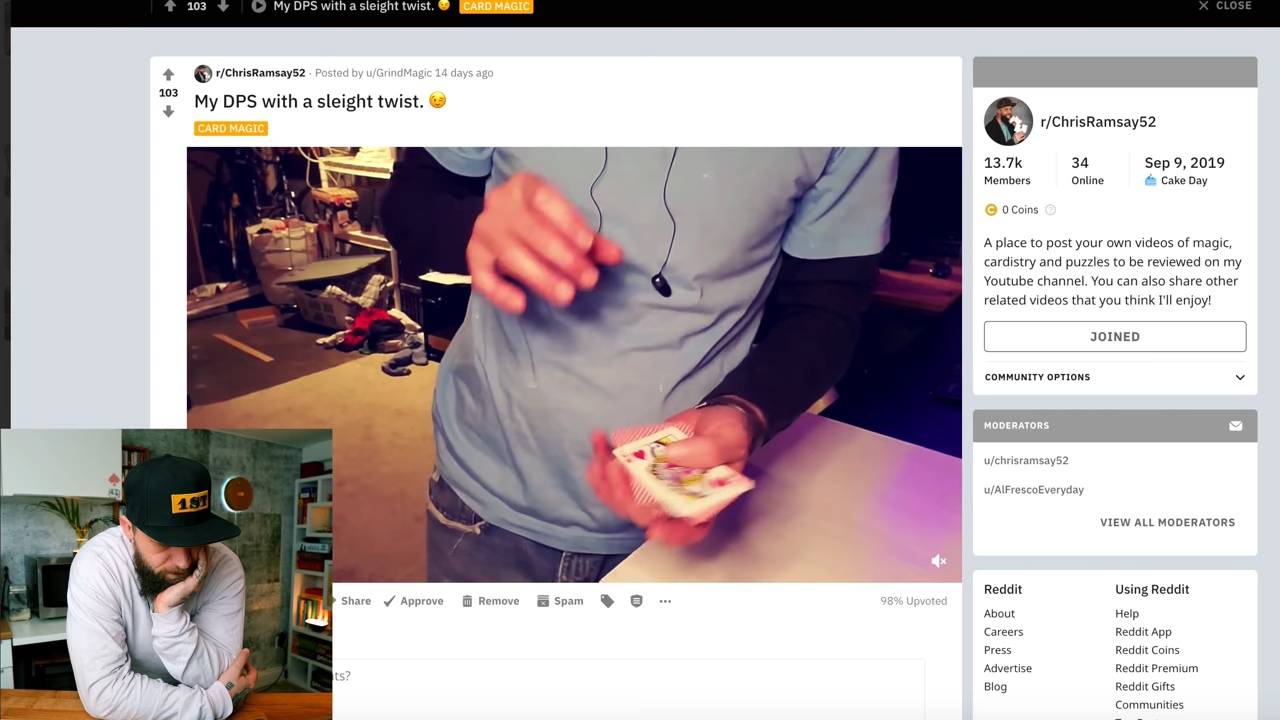 103 My DPS with a sleight twist. 😉 CARD MAGIC CLOSE
r/ChrisRamsay52 · Posted by u/GrindMagic 14 days ago
103
My DPS with a sleight twist. 😉
CARD MAGIC
r/ChrisRamsay52
13.7k 34 Sep 9, 2019
Members Online Cake Day
0 Coins
A place to post your own videos of magic,
cardistry and puzzles to be reviewed on my
Youtube channel. You can also share other
related videos that you think I'll enjoy!
JOINED
COMMUNITY OPTIONS
MODERATORS
u/chrisramsay52
u/AlFrescoEveryday
VIEW ALL MODERATORS
1ST
Share Approve Remove Spam ••• 98% Upvoted
ts?
Reddit Using Reddit
About Help
Careers Reddit App
Press Reddit Coins
Advertise Reddit Premium
Blog Reddit Gifts
Communities